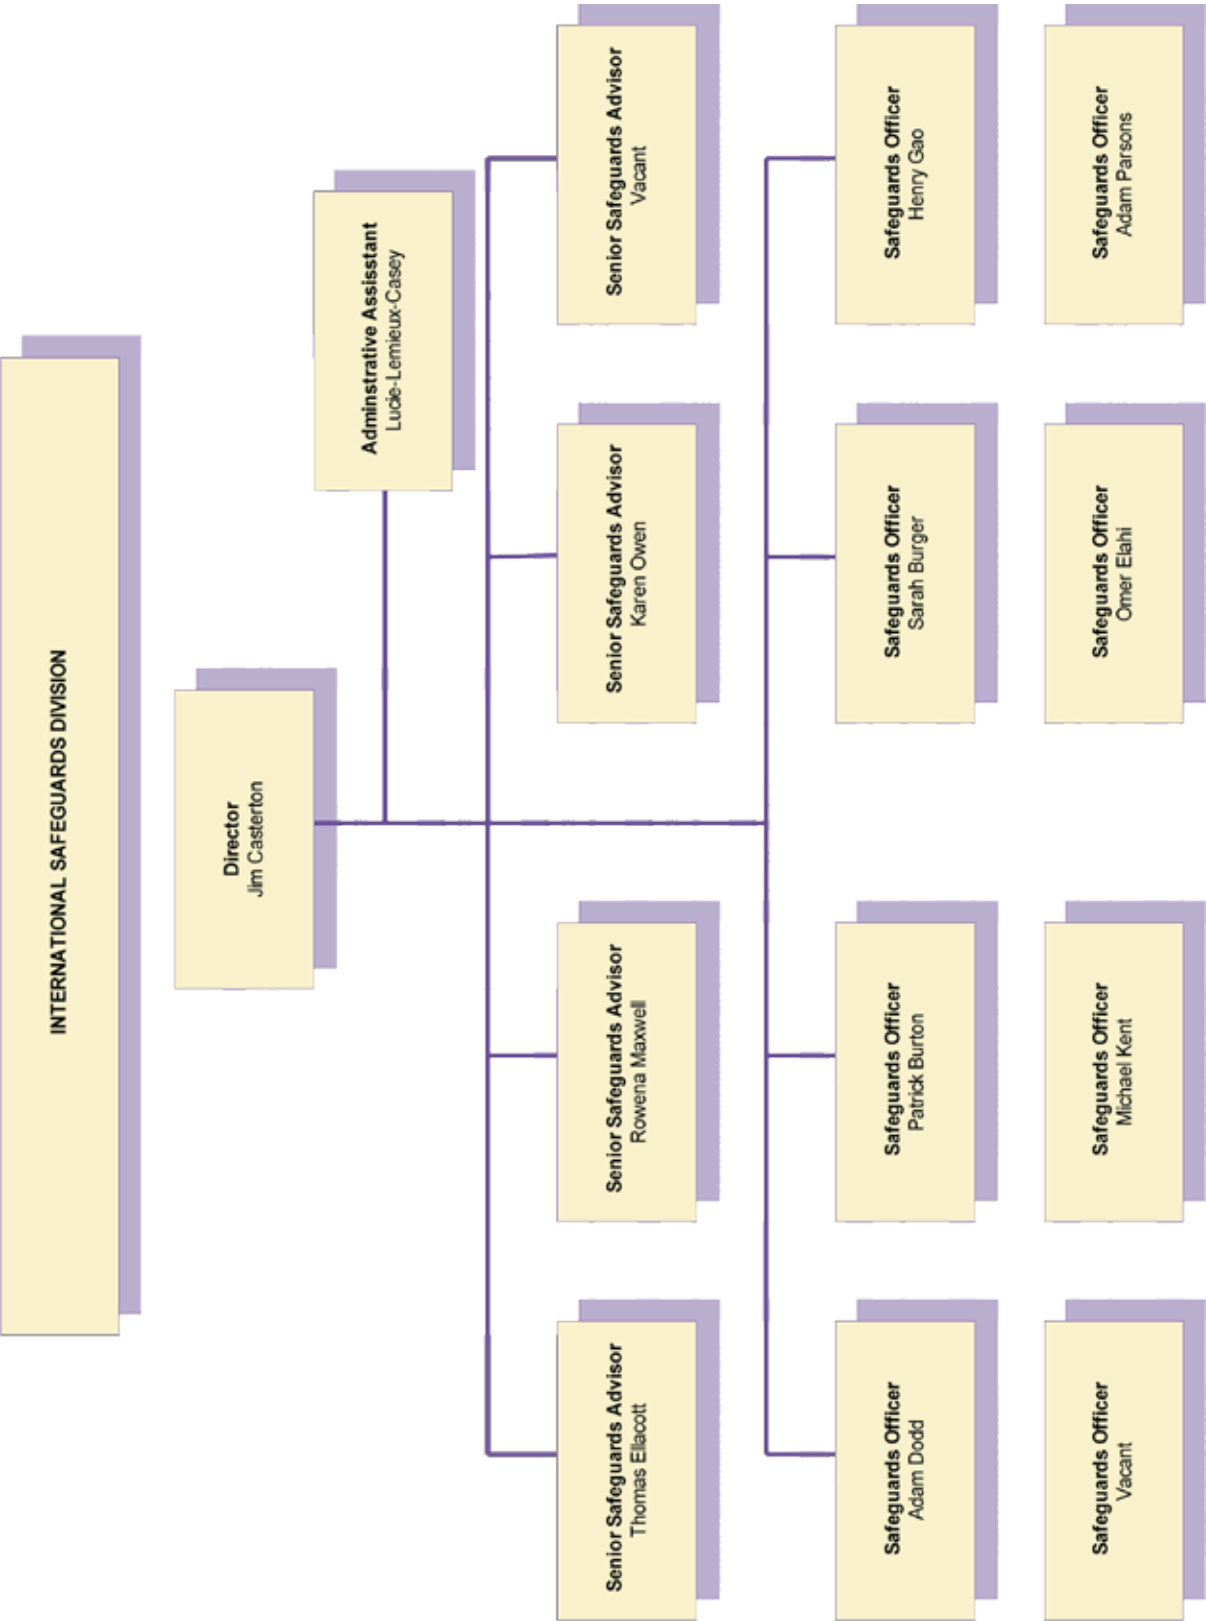 INTERNATIONAL SAFEGUARDS DIVISION
Director
Jim Casterton
Adminstrative Assisstant
Lucie-Lemieux-Casey
Senior Safeguards Advisor
Thomas Ellacott
Senior Safeguards Advisor
Rowena Maxwell
Senior Safeguards Advisor
Karen Owen
Senior Safeguards Advisor
Vacant
Safeguards Officer
Adam Dodd
Safeguards Officer
Patrick Burton
Safeguards Officer
Sarah Burger
Safeguards Officer
Henry Gao
Safeguards Officer
Vacant
Safeguards Officer
Michael Kent
Safeguards Officer
Omer Elahi
Safeguards Officer
Adam Parsons